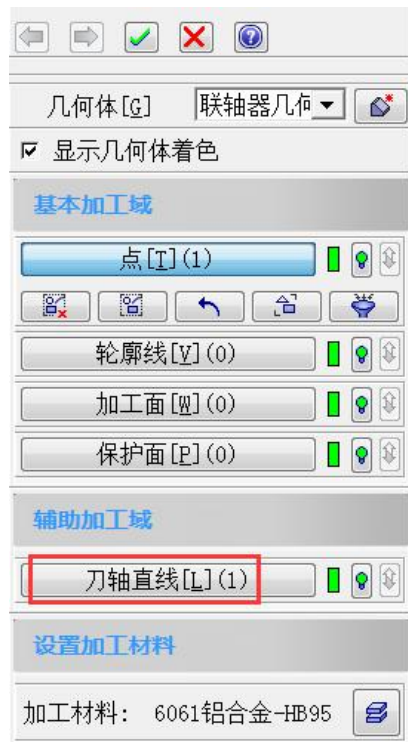 几何体[G] 联轴器几何
显示几何体着色
基本加工域
点[T](1)
轮廓线[V](0)
加工面[W](0)
保护面[P](0)
辅助加工域
刀轴直线[L](1)
设置加工材料
加工材料: 6061铝合金-HB95